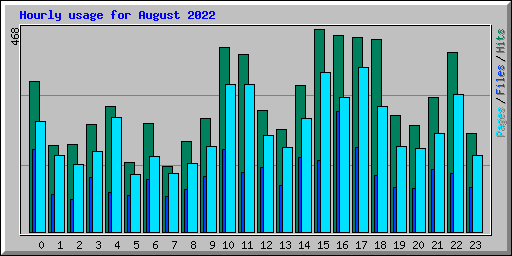 Hourly usage for August 2022
468
Pages/Files/Hits
0 1 2 3 4 5 6 7 8 9 10 11 12 13 14 15 16 17 18 19 20 21 22 23